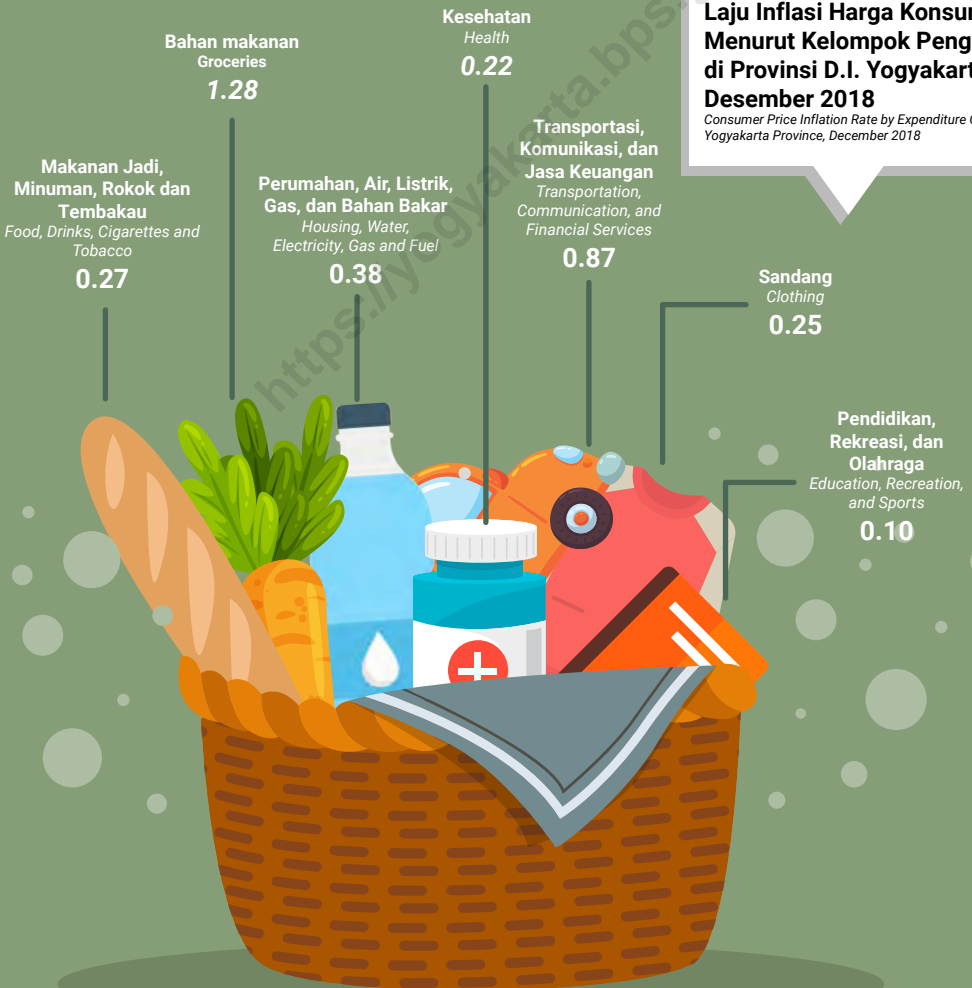 Laju Inflasi Harga
Menurut Kelompok
di Provinsi D.I.
Desember 2018
Consumer Price Inflation Rate by Expenditure
Yogyakarta Province, December 2018
Kesehatan
Health
0.22
Bahan makanan
Groceries
1.28
Transportasi,
Komunikasi, dan
Jasa Keuangan
Transportation,
Communication, and
Financial Services
0.87
Makanan Jadi,
Minuman, Rokok dan
Tembakau
Food, Drinks, Cigarettes and
Tobacco
0.27
Perumahan, Air, Listrik,
Gas, dan Bahan Bakar
Housing, Water,
Electricity, Gas and Fuel
0.38
Sandang
Clothing
0.25
Pendidikan,
Rekreasi, dan
Olahraga
Education, Recreation,
and Sports
0.10
https://yogyakarta.bps.